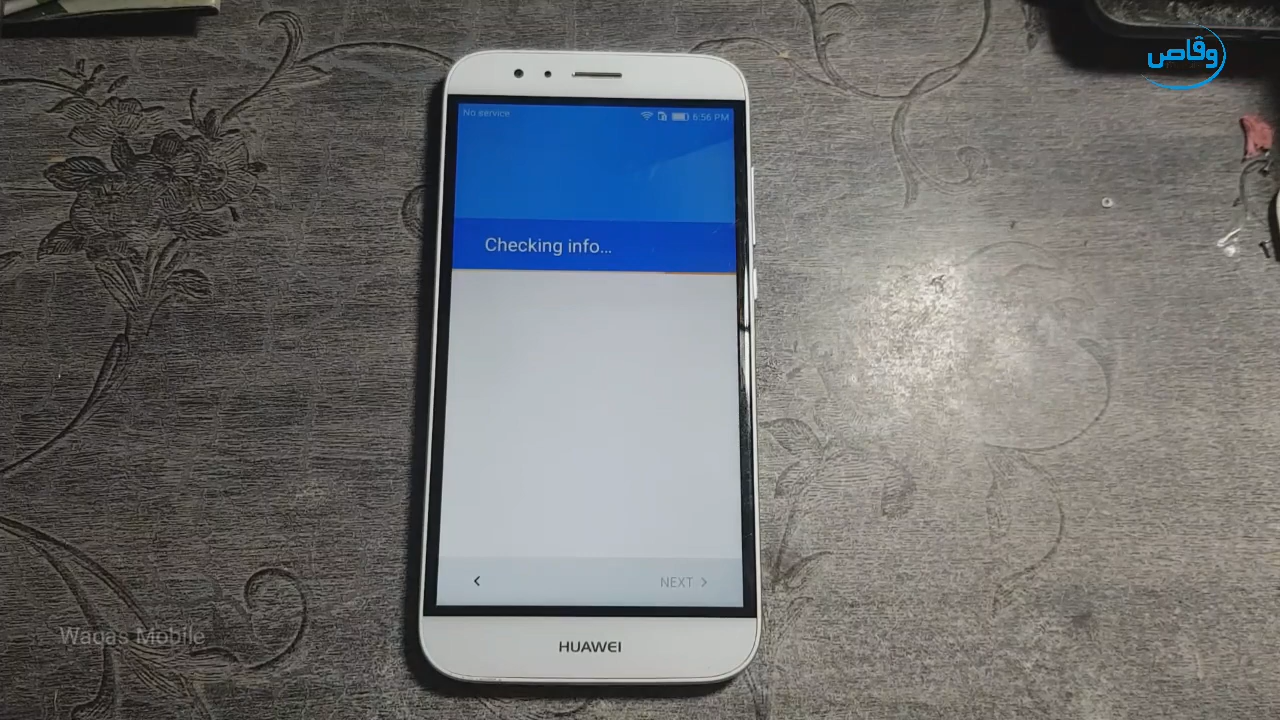 وقاص
No service
6:56 PM
Checking info...
NEXT
HUAWEI
Waqas Mobile